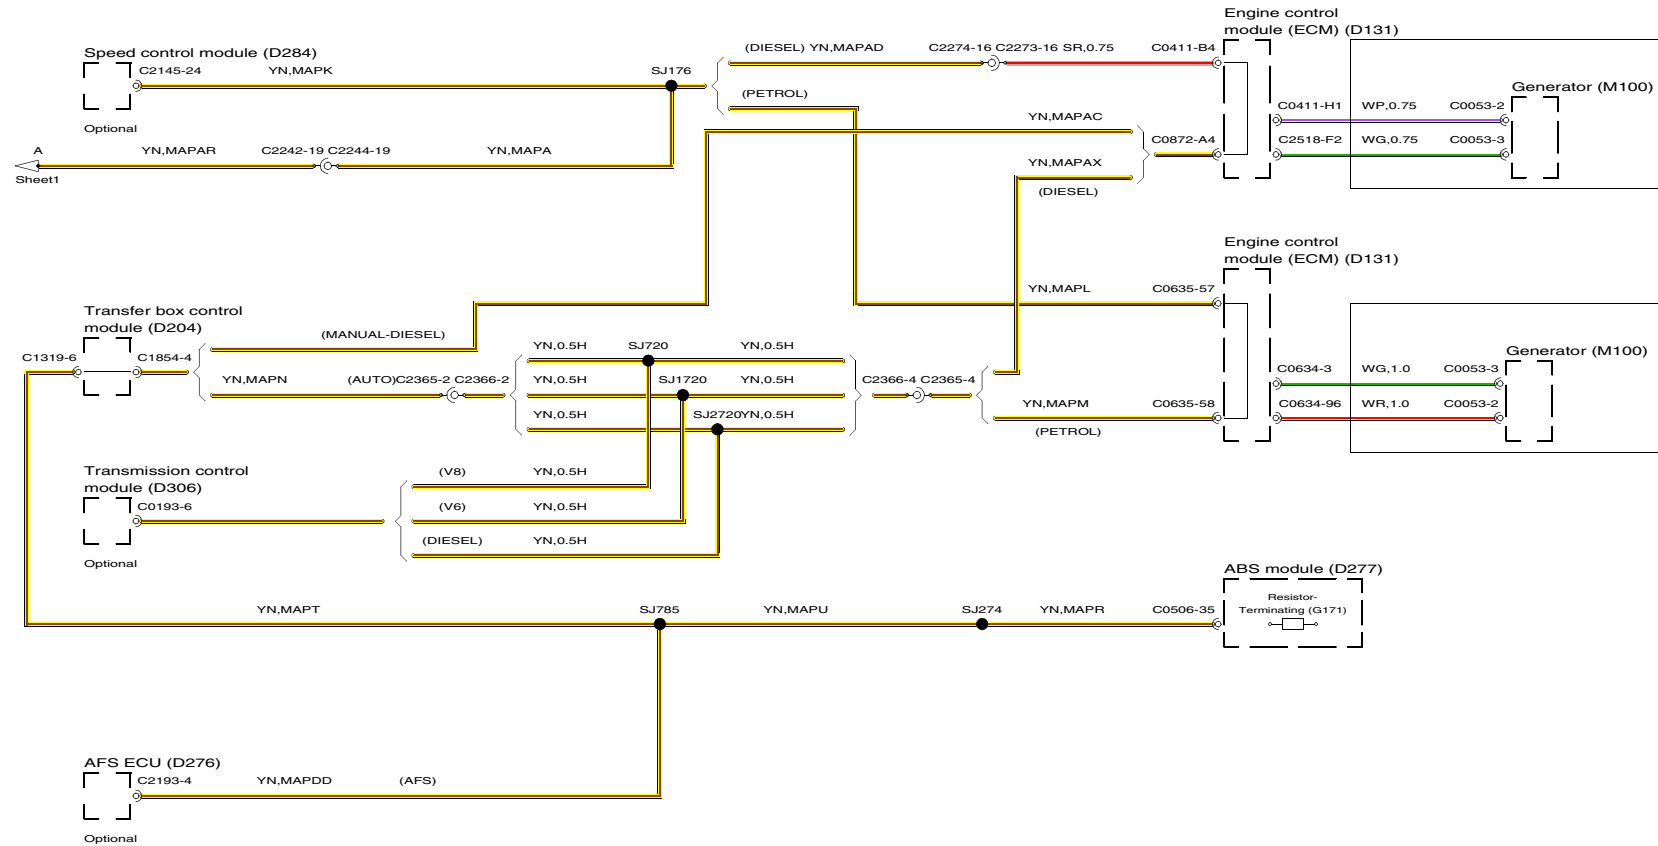 Engine control
module (ECM) (D131)
Speed control module (D284)
(DIESEL) YN,MAPAD C2274-16 C2273-16 SR,0.75 C0411-B4
C2145-24 YN,MAPK SJ176
Generator (M100)
(PETROL)
C0411-H1 WP,0.75 C0053-2
YN,MAPAC
Optional
C0872-A4 C2518-F2 WG,0.75 C0053-3
A YN,MAPAR C2242-19 C2244-19 YN,MAPA
YN,MAPAX
Sheet1
(DIESEL)
Engine control
module (ECM) (D131)
YN,MAPL C0635-57
Transfer box control
module (D204)
(MANUAL-DIESEL)
YN,0.5H SJ720 YN,0.5H
Generator (M100)
C1319-6 C1854-4
C0634-3 WG,1.0 C0053-3
YN,MAPN (AUTO)C2365-2 C2366-2 YN,0.5H SJ1720 YN,0.5H C2366-4 C2365-4
YN,MAPM C0635-58 C0634-96 WR,1.0 C0053-2
YN,0.5H SJ2720YN,0.5H
(PETROL)
Transmission control
module (D306)
(V8) YN,0.5H
C0193-6 (V6) YN,0.5H
(DIESEL) YN,0.5H
Optional
ABS module (D277)
Resistor-
Terminating (G171)
YN,MAPT SJ785 YN,MAPU SJ274 YN,MAPR C0506-35
AFS ECU (D276)
C2193-4 YN,MAPDD (AFS)
Optional